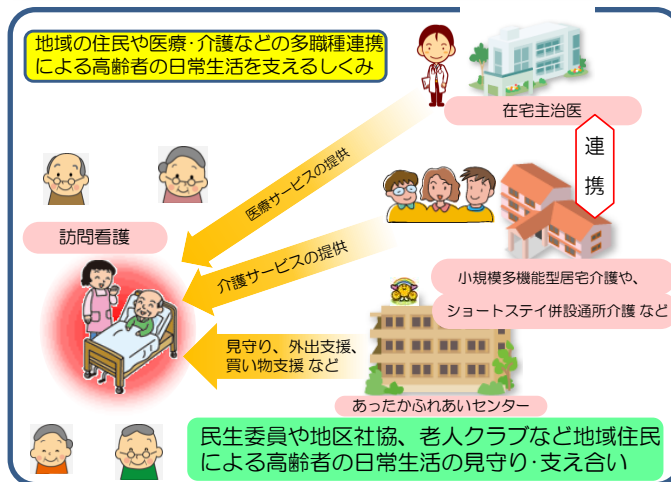 地域の住民や医療・介護などの多職種連携
による高齢者の日常生活を支えるしくみ
在宅主治医
連
携
医療サービスの提供
訪問看護
介護サービスの提供
小規模多機能型居宅介護や、
ショートステイ併設通所介護 など
見守り、外出支援、
買い物支援 など
あったかふれあいセンター
民生委員や地区社協、老人クラブなど地域住民
による高齢者の日常生活の見守り・支え合い